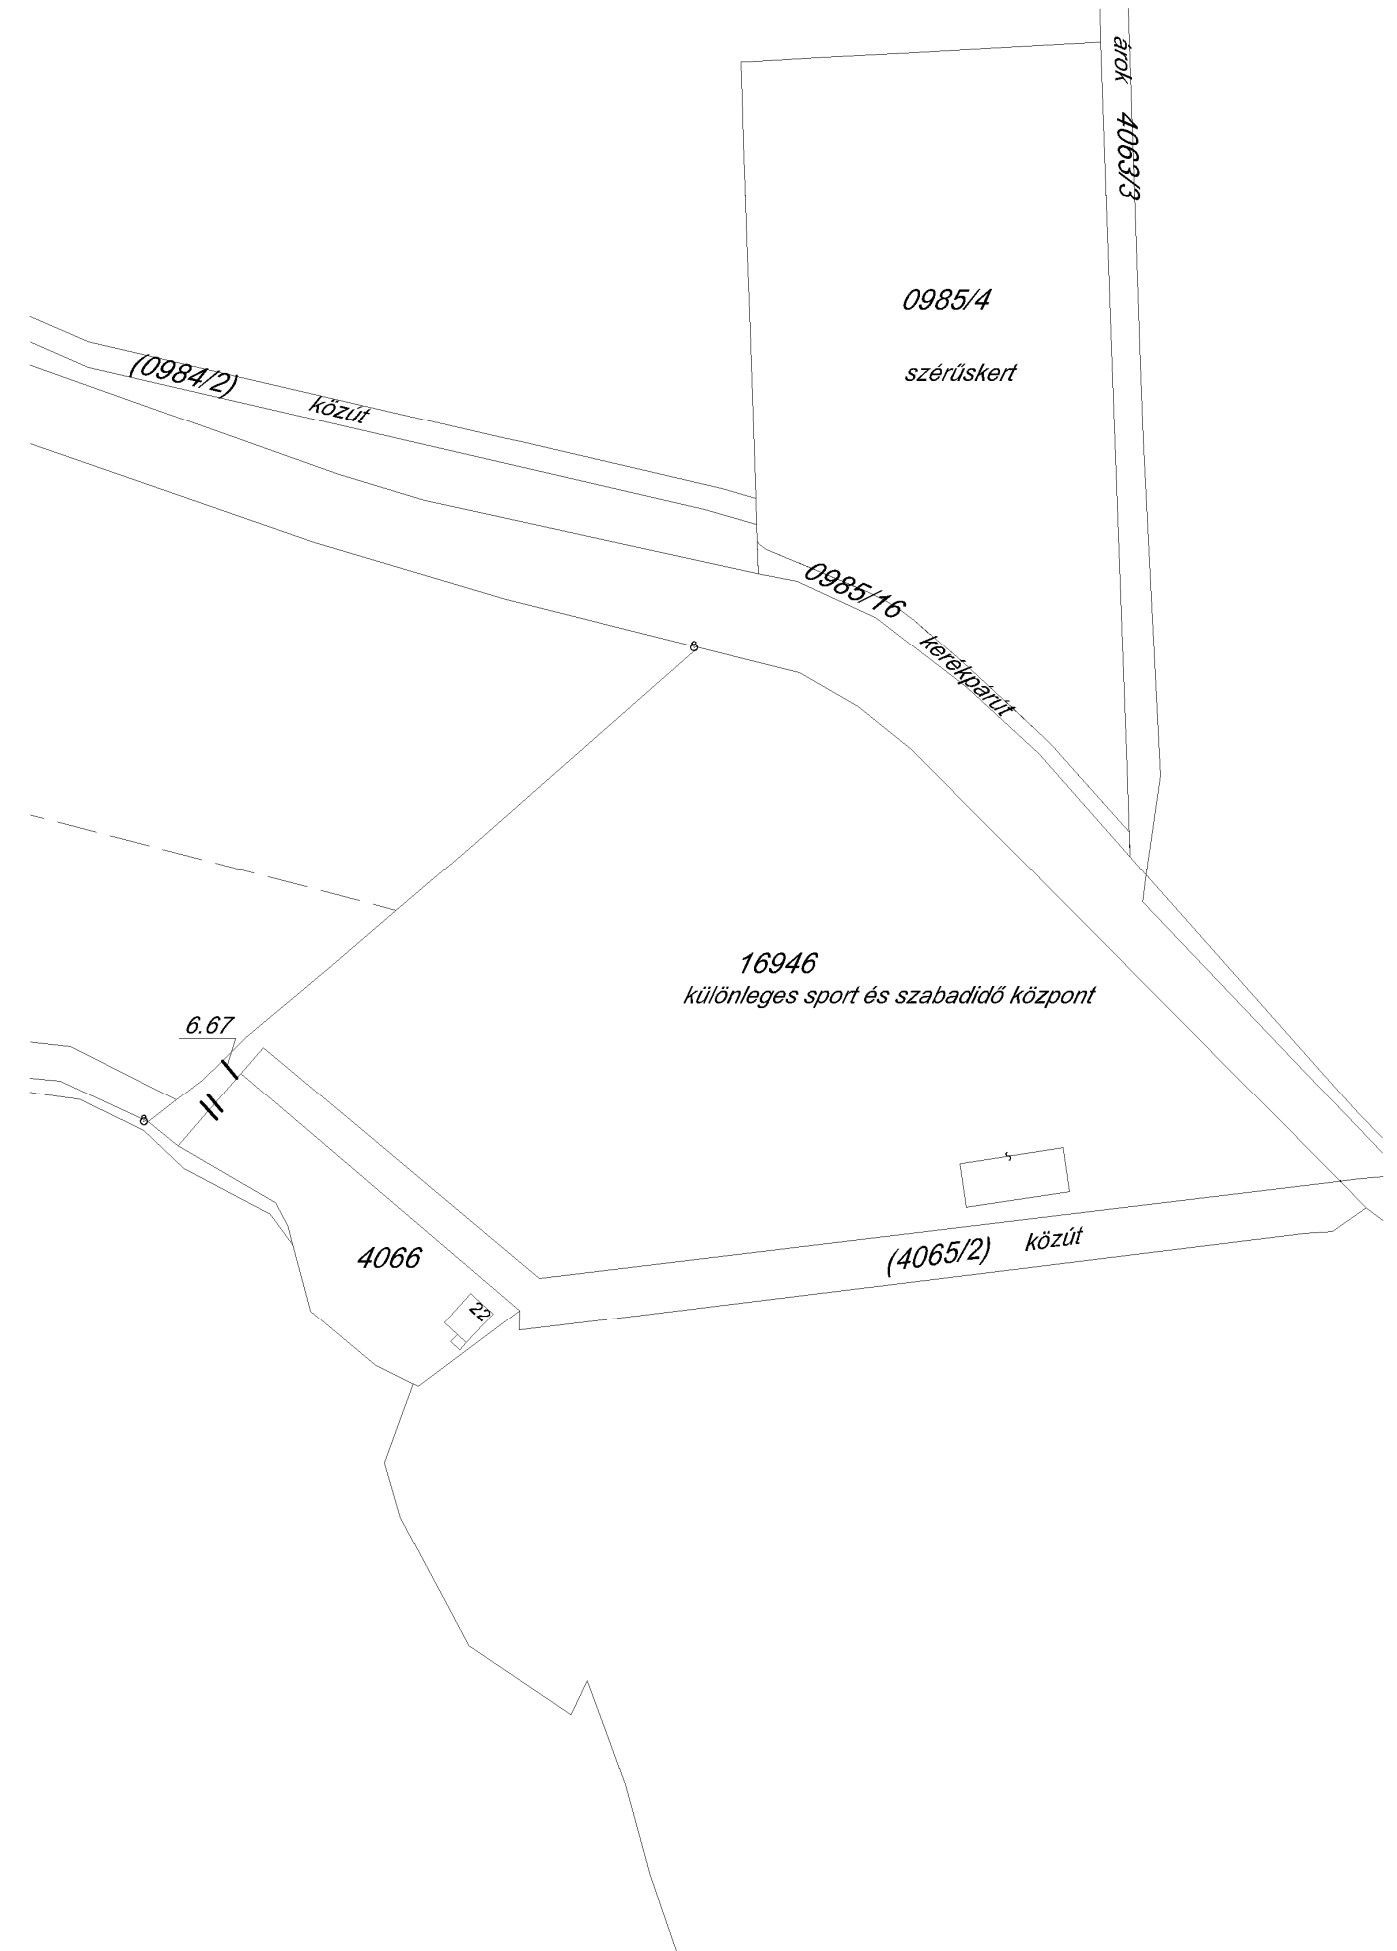 árok 4063/3
0985/4
szérűskert
(0984/2) közút
0985/16 kerékpárút
16946
különleges sport és szabadidő központ
6.67
(4065/2) közút
4066
22